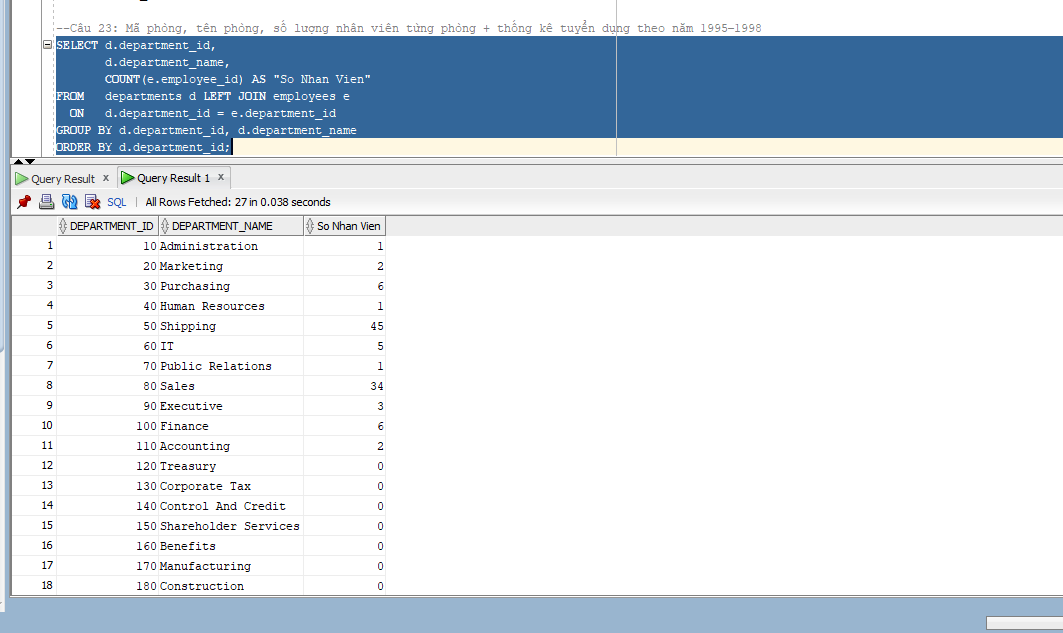 --Câu 23: Mã phòng, tên phòng, số lượng nhân viên từng phòng + thống kê tuyển dụng theo năm 1995-1998
SELECT d.department_id,
d.department_name,
COUNT(e.employee_id) AS "So Nhan Vien"
FROM departments d LEFT JOIN employees e
ON d.department_id = e.department_id
GROUP BY d.department_id, d.department_name
ORDER BY d.department_id;
Query Result x Query Result 1 x
SQL | All Rows Fetched: 27 in 0.038 seconds
DEPARTMENT_ID DEPARTMENT_NAME So Nhan Vien
1 10 Administration 1
2 20 Marketing 2
3 30 Purchasing 6
4 40 Human Resources 1
5 50 Shipping 45
6 60 IT 5
7 70 Public Relations 1
8 80 Sales 34
9 90 Executive 3
10 100 Finance 6
11 110 Accounting 2
12 120 Treasury 0
13 130 Corporate Tax 0
14 140 Control And Credit 0
15 150 Shareholder Services 0
16 160 Benefits 0
17 170 Manufacturing 0
18 180 Construction 0